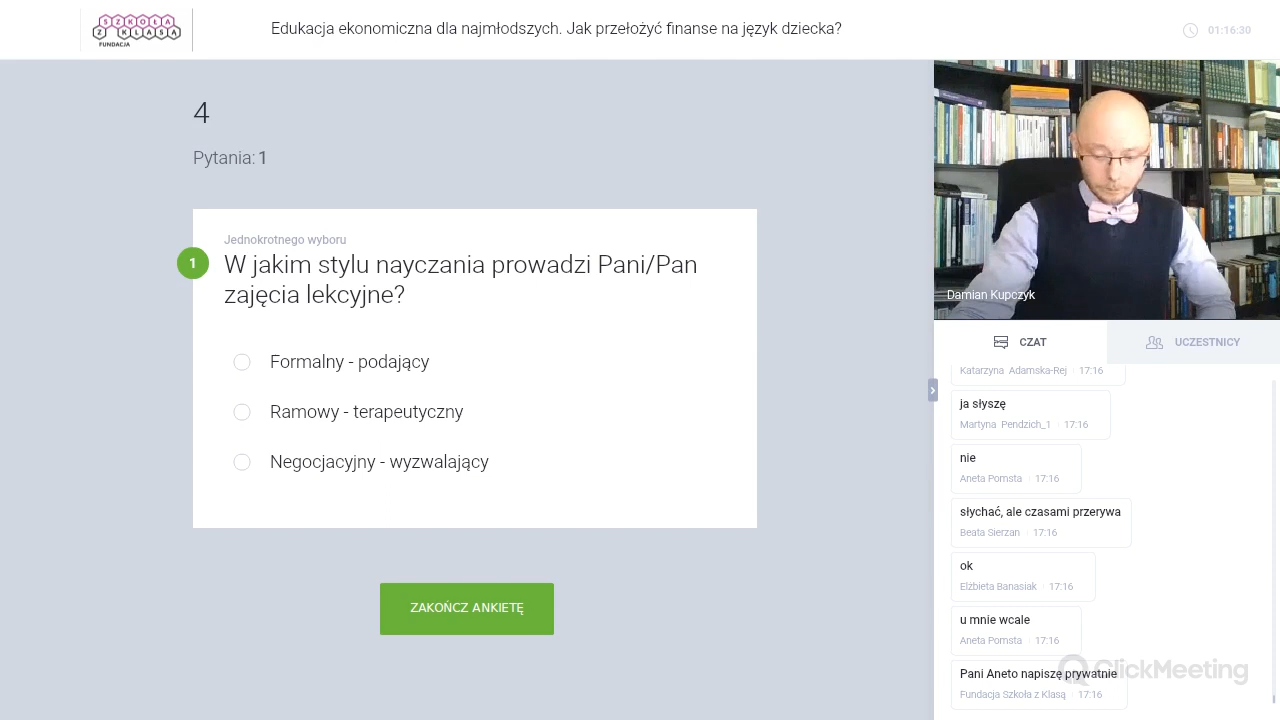 SZKOŁA
Z KLASĄ
FUNDACJA
Edukacja ekonomiczna dla najmłodszych. Jak przełożyć finanse na język dziecka?
01:16:30
4
Pytania: 1
1
Jednokrotnego wyboru
W jakim stylu nayczania prowadzi Pani/Pan
zajęcia lekcyjne?
Formalny - podający
Ramowy - terapeutyczny
Negocjacyjny - wyzwalający
ZAKOŃCZ ANKIETĘ
Damian Kupczyk
CZAT
UCZESTNICY
Katarzyna Adamska-Rej 17:16
ja słyszę
Martyna Pendzich_1 17:16
nie
Aneta Pomsta 17:16
słychać, ale czasami przerywa
Beata Sierzan 17:16
ok
Elżbieta Banasiak 17:16
u mnie wcale
Aneta Pomsta 17:16
Pani Aneto napiszę prywatnie
Fundacja Szkoła z Klasą 17:16
ClickMeeting